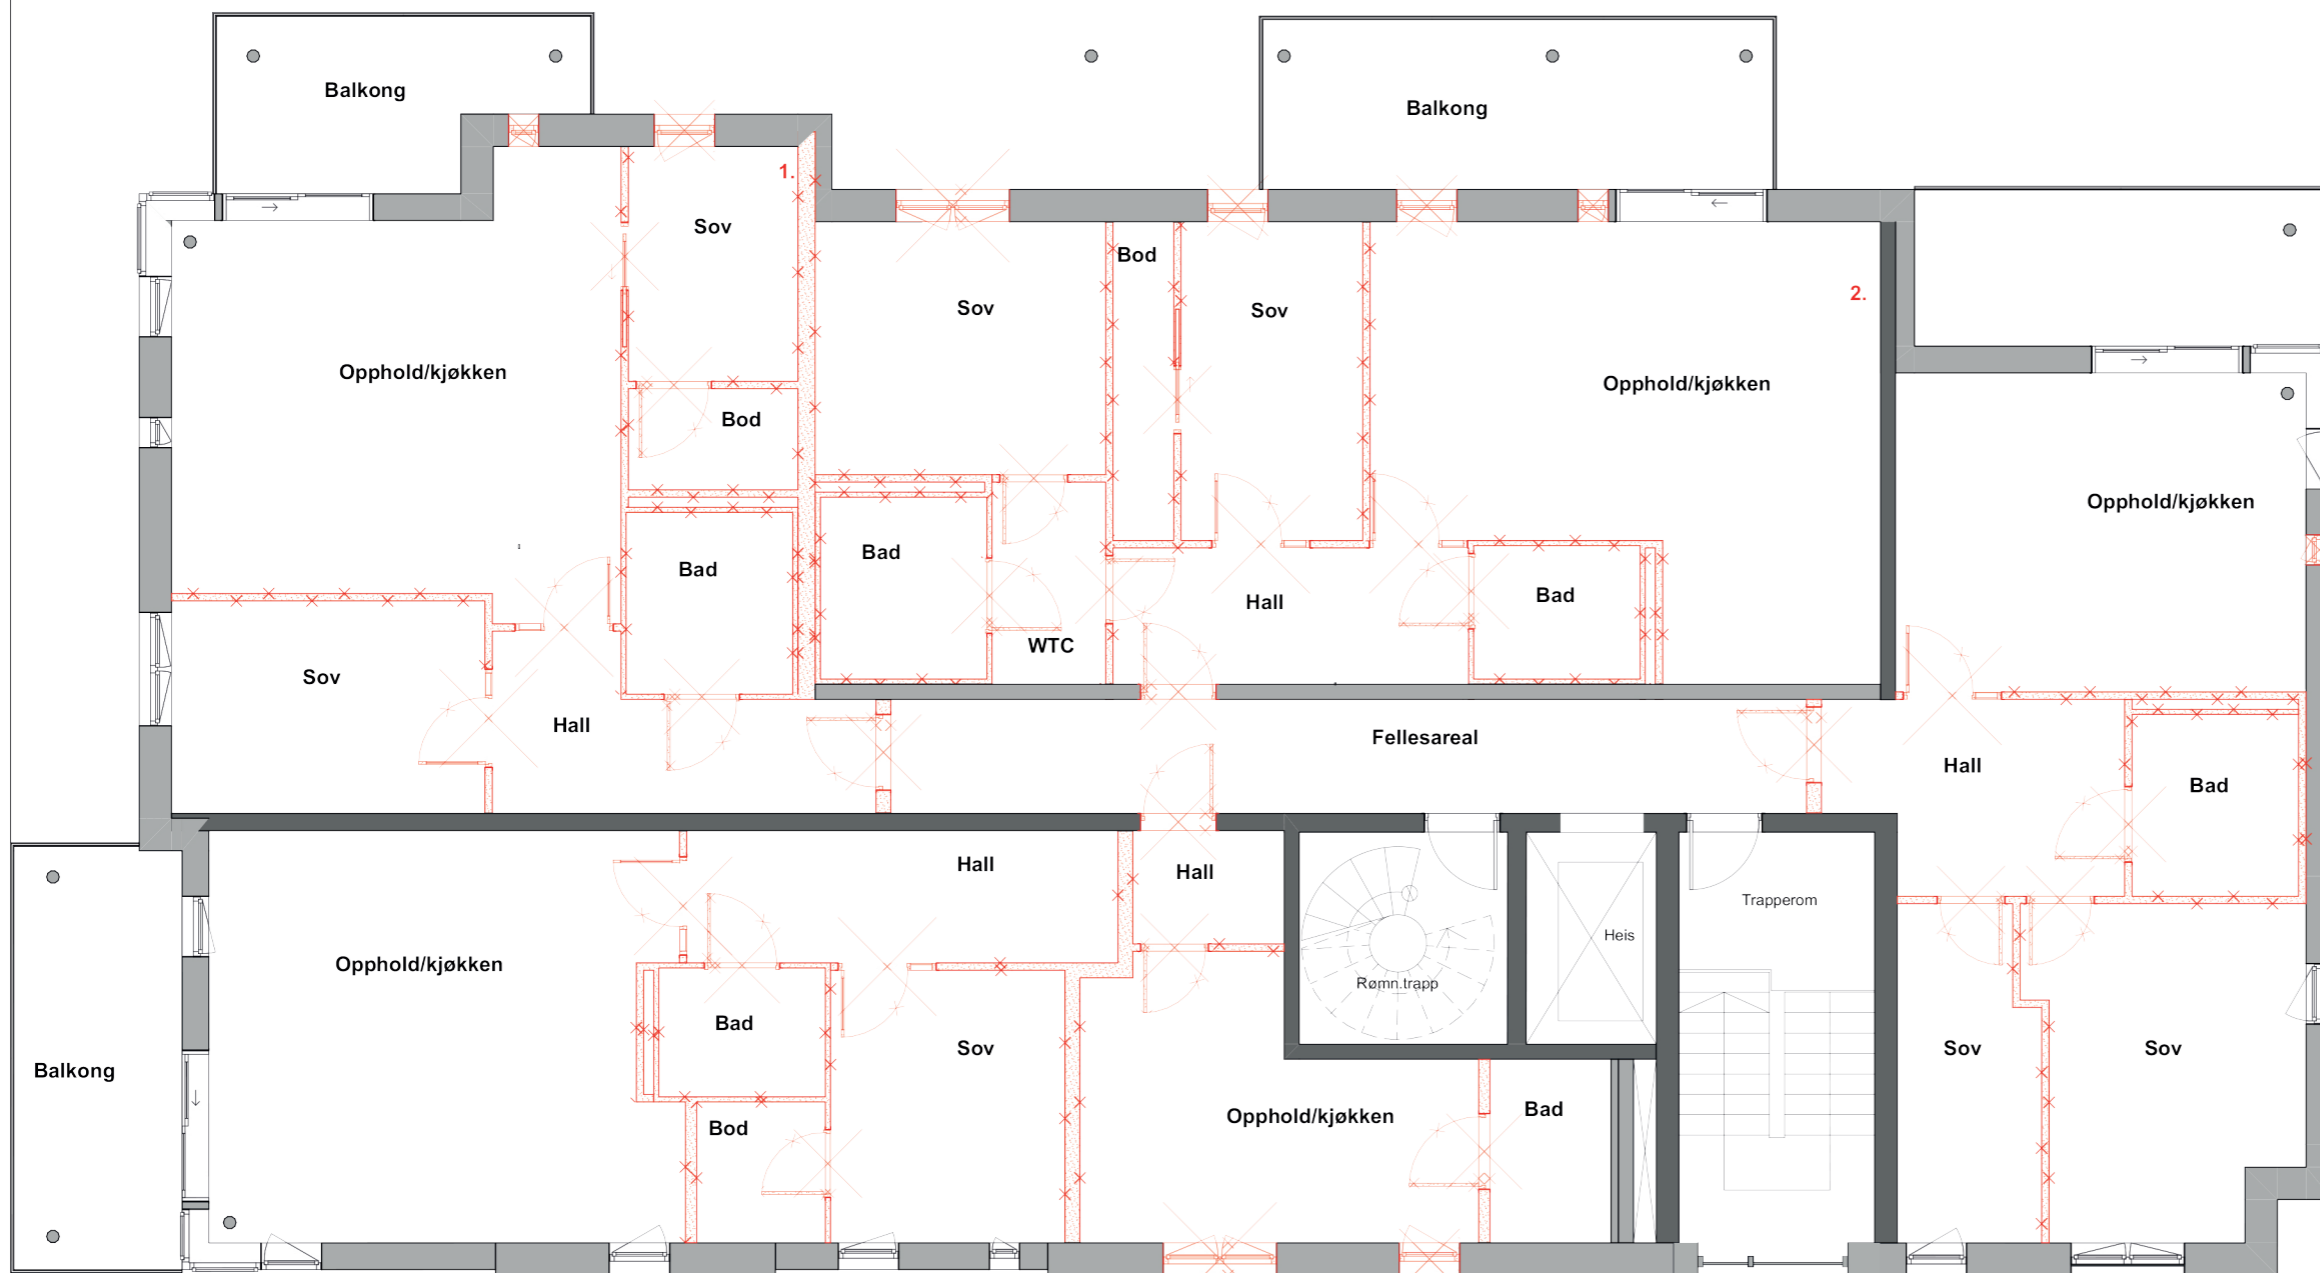 Balkong
Balkong
1.
Sov
Bod
Sov
Sov
2.
Opphold/kjøkken
Opphold/kjøkken
Bod
Opphold/kjøkken
Bad
Bad
Bad
Hall
WTC
Sov
Hall
Fellesareal
Hall
Bad
Hall
Hall
Trapperom
Heis
Opphold/kjøkken
Rømn.trapp
Bad
Sov
Sov
Sov
Balkong
Opphold/kjøkken
Bad
Bod